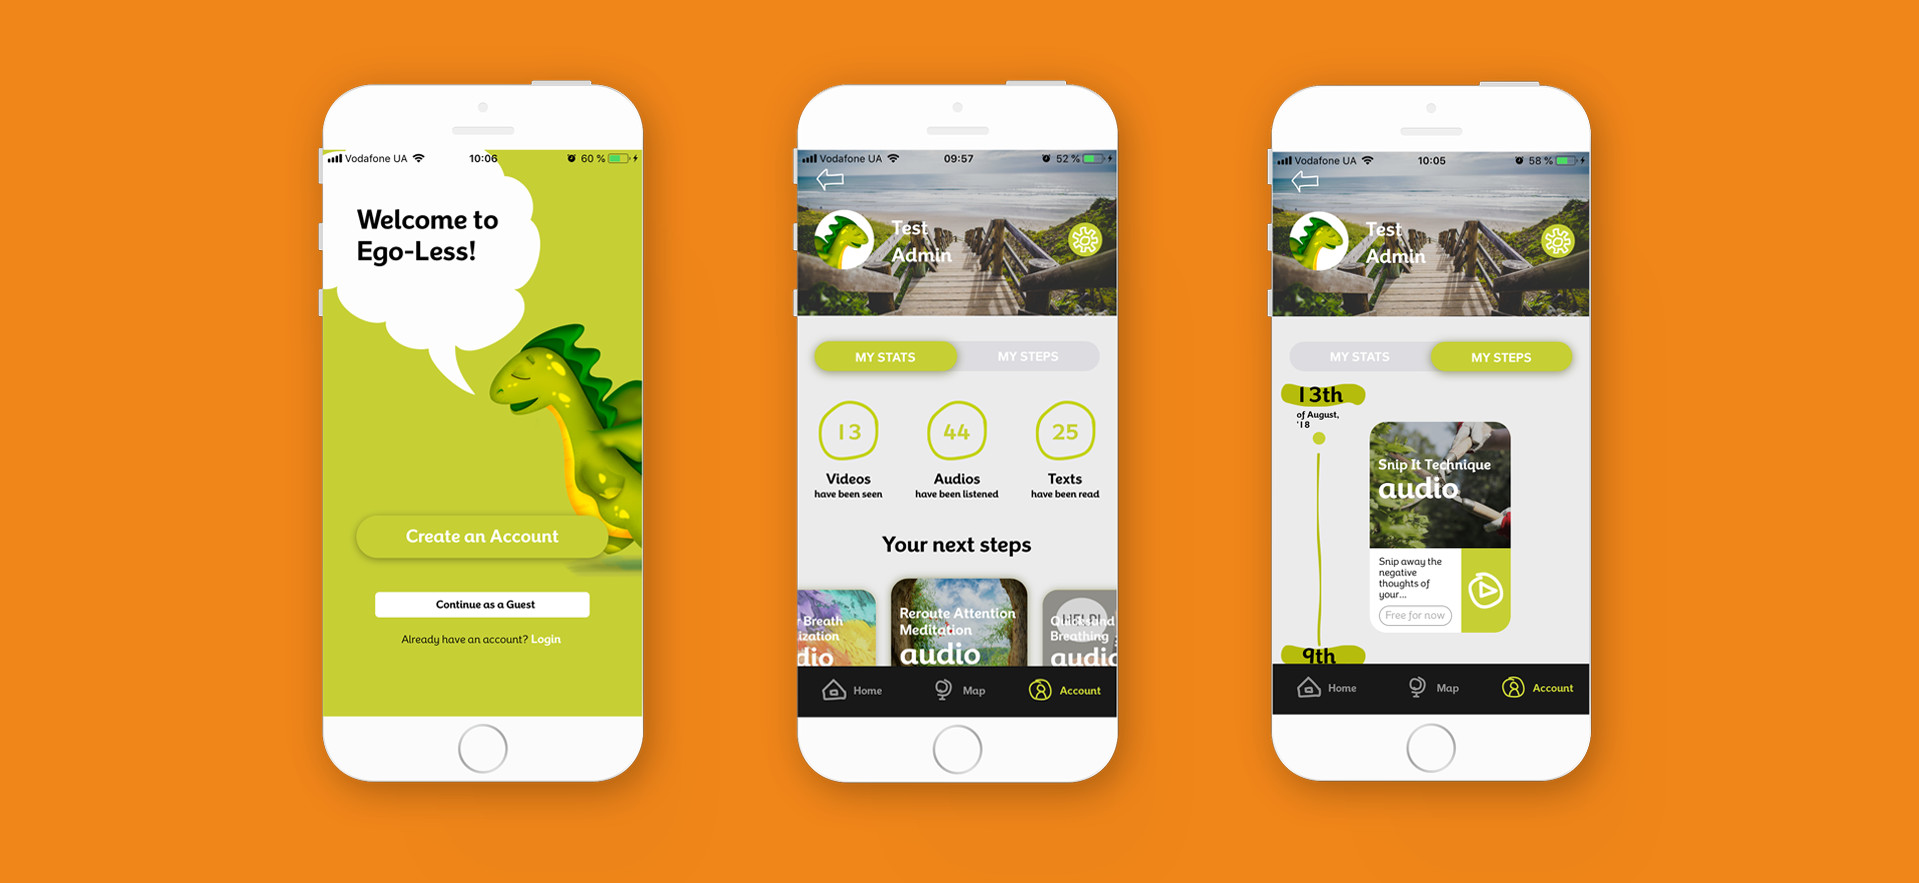 Vodafone UA 10:06 60 %
Welcome to
Ego-Less!
Create an Account
Continue as a Guest
Already have an account? Login
Vodafone UA 09:57 52 %
Test
Admin
MY STATS MY STEPS
13 44 25
Videos Audios Texts
have been seen have been listened have been read
Your next steps
Breath
ization
dio
Reroute Attention
Meditation
audio
HELP!
Breathing
audio
Home Map Account
Vodafone UA 10:05 58 %
Test
Admin
MY STATS MY STEPS
13th
of August,
'18
Snip It Technique
audio
Snip away the
negative
thoughts of
your...
Free for now
9th
Home Map Account